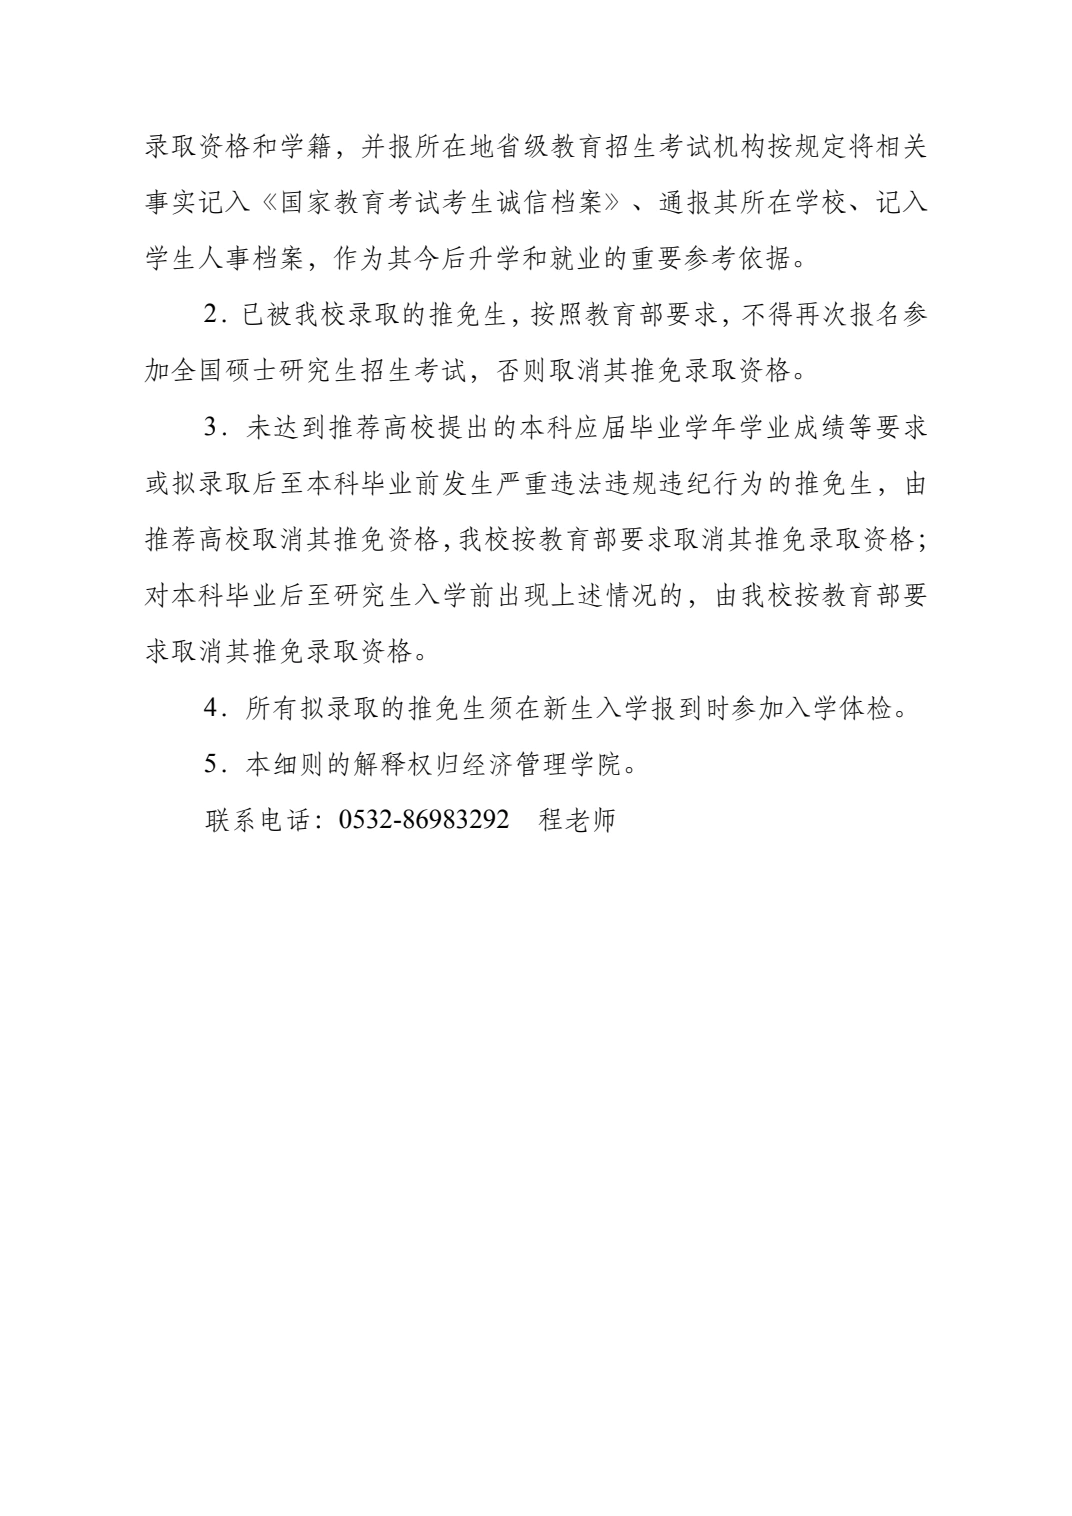 录取资格和学籍，并报所在地省级教育招生考试机构按规定将相关
事实记入《国家教育考试考生诚信档案》、通报其所在学校、记入
学生人事档案，作为其今后升学和就业的重要参考依据。
2．已被我校录取的推免生，按照教育部要求，不得再次报名参
加全国硕士研究生招生考试，否则取消其推免录取资格。
3．未达到推荐高校提出的本科应届毕业学年学业成绩等要求
或拟录取后至本科毕业前发生严重违法违规违纪行为的推免生，由
推荐高校取消其推免资格，我校按教育部要求取消其推免录取资格；
对本科毕业后至研究生入学前出现上述情况的，由我校按教育部要
求取消其推免录取资格。
4．所有拟录取的推免生须在新生入学报到时参加入学体检。
5．本细则的解释权归经济管理学院。
联系电话：0532-86983292　程老师